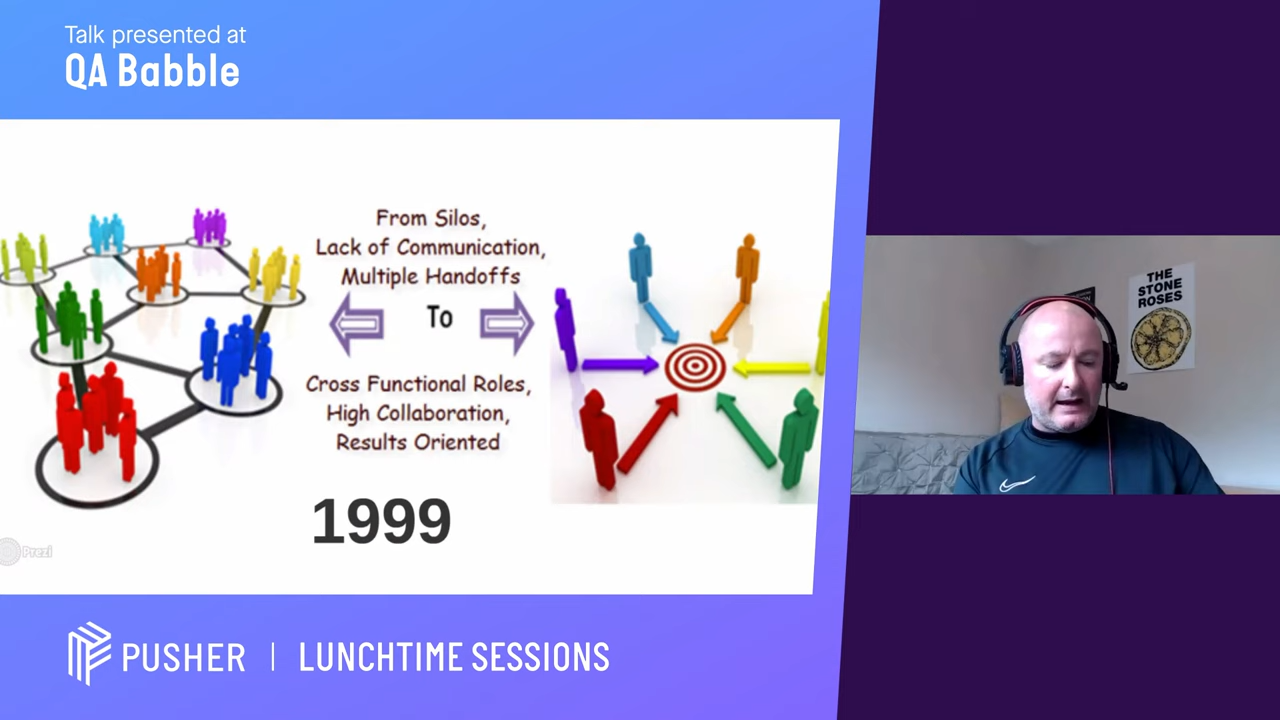 Talk presented at
QA Babble
From Silos,
Lack of Communication,
Multiple Handoffs
To
Cross Functional Roles,
High Collaboration,
Results Oriented
1999
Prezi
THE
STONE
ROSES
PUSHER | LUNCHTIME SESSIONS